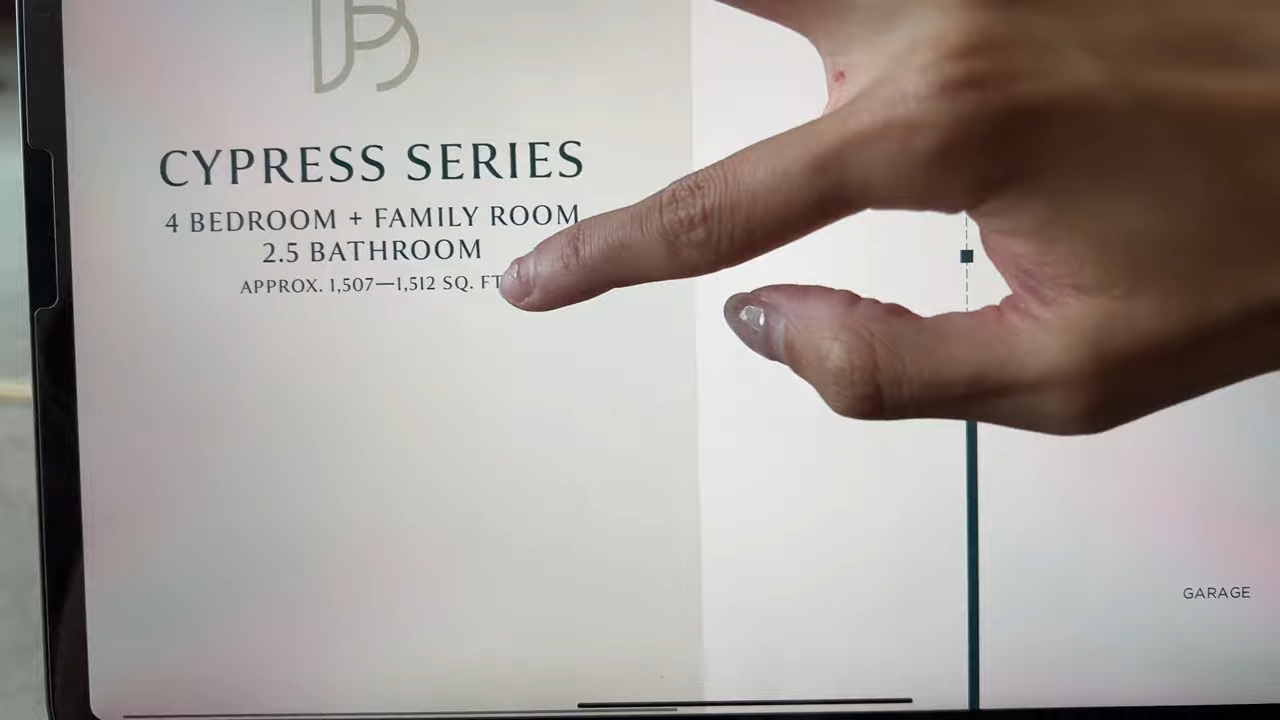 CYPRESS SERIES
4 BEDROOM + FAMILY ROOM
2.5 BATHROOM
APPROX. 1,507—1,512 SQ. FT
GARAGE